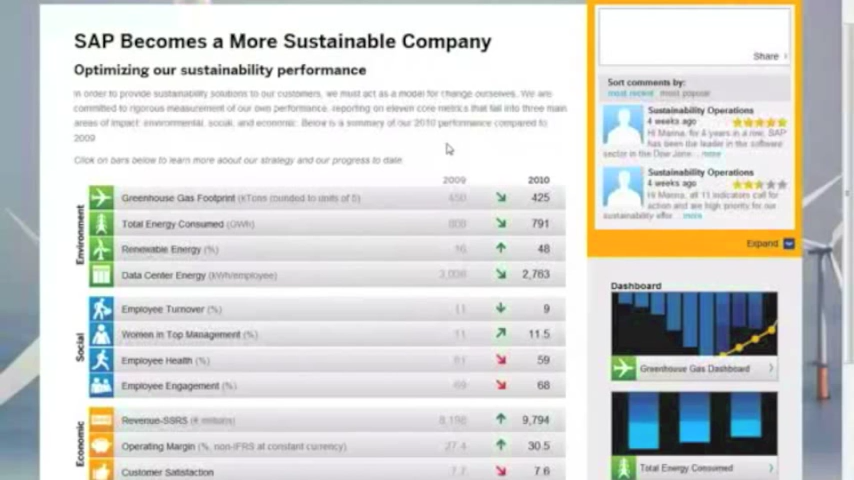 SAP Becomes a More Sustainable Company
Optimizing our sustainability performance
In order to provide sustainability solutions to our customers, we must act as a model for change ourselves. We are
committed to rigorous measurement of our own performance, reporting on eleven core metrics that fall into three main
areas of impact: environmental, social, and economic. Below is a summary of our 2010 performance compared to
2009
Click on bars below to learn more about our strategy and our progress to date.
2009 2010
Environment
Greenhouse Gas Footprint (kTons rounded to units of 5) 450 425
Total Energy Consumed (GWh) 791
Renewable Energy (%) 16 48
Data Center Energy (kWh/employee) 2,763
Social
Employee Turnover (%) 11 9
Women in Top Management (%) 11 11.5
Employee Health (%) 61 59
Employee Engagement (%) 69 68
Economic
Revenue-SSRS (€ millions) 8,198 9,794
Operating Margin (%, non-IFRS at constant currency) 27.4 30.5
Customer Satisfaction 7.7 7.6
Share
Sort comments by:
most recent most popular
Sustainability Operations
4 weeks ago
Hi Marina, for 4 years in a row, SAP
has been the leader in the software
sector in the Dow Jone... more
Sustainability Operations
4 weeks ago
Hi Marina, all 11 indicators call for
action and are high priority for our
sustainability effor... more
Expand
Dashboard
Greenhouse Gas Dashboard
Total Energy Consumed